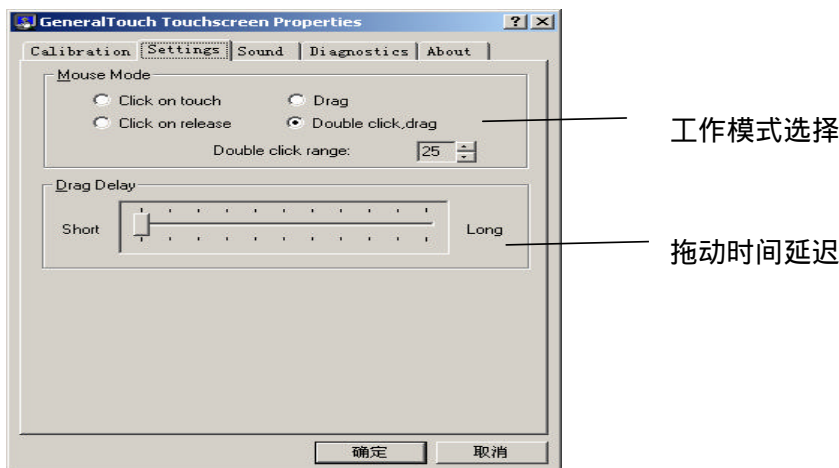 GeneralTouch Touchscreen Properties
Calibration Settings Sound Diagnostics About
Mouse Mode
Click on touch Drag
Click on release Double click,drag
工作模式选择
Double click range: 25
Drag Delay
Short Long
拖动时间延迟
确定 取消